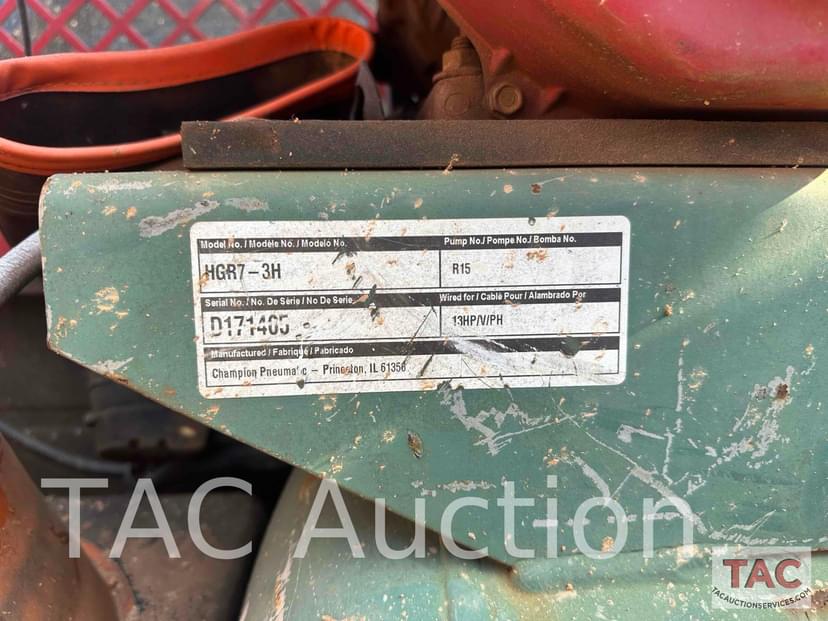 Model No. / Modèle No. / Modelo No.
Pump No./ Pompe No./ Bomba No.
HGR7-3H
R15
Serial No. / No. De Série / No De Serie
Wired for / Cable Pour / Alambrado Por
D171405
13HP/V/PH
Manufactured / Fabriqué / Fabricado
Champion Pneumatic – Princeton, IL 61356
TAC Auction
TAC
TACAUCTIONSERVICES.COM